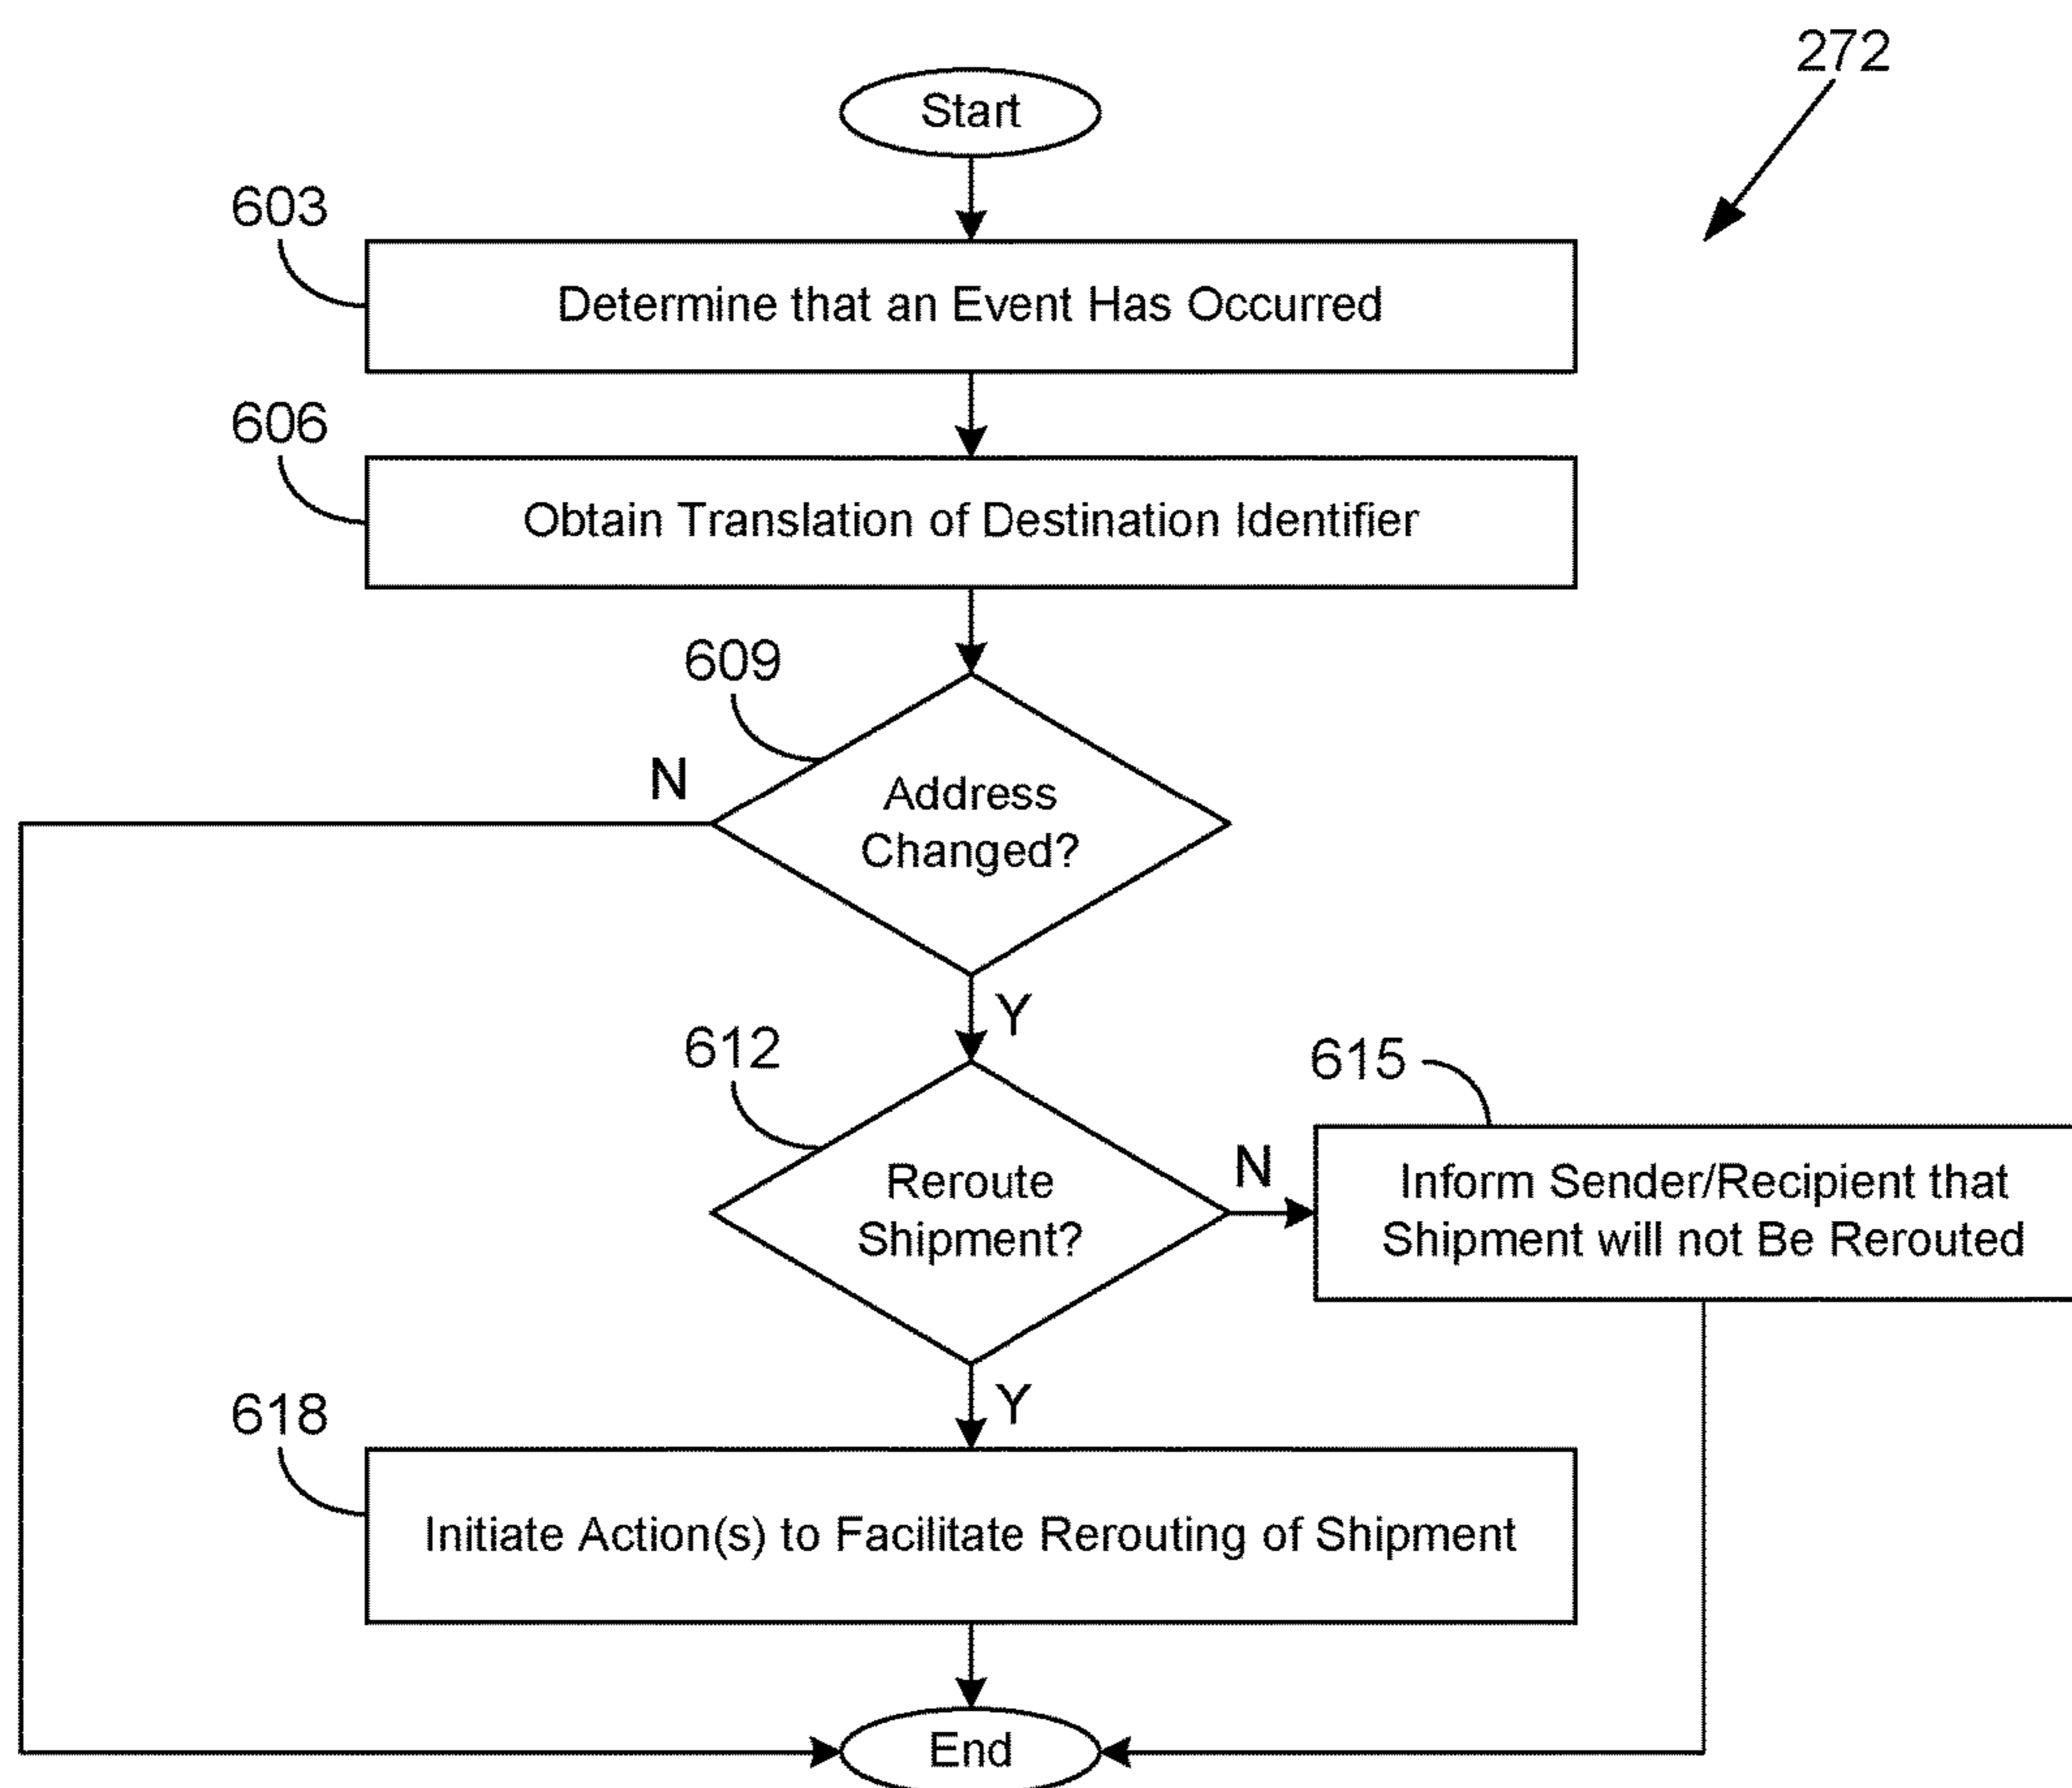 272
Start
603
Determine that an Event Has Occurred
606
Obtain Translation of Destination Identifier
609
N
Address
Changed?
Y
612
615
N
Reroute
Shipment?
Inform Sender/Recipient that
Shipment will not Be Rerouted
Y
618
Initiate Action(s) to Facilitate Rerouting of Shipment
End